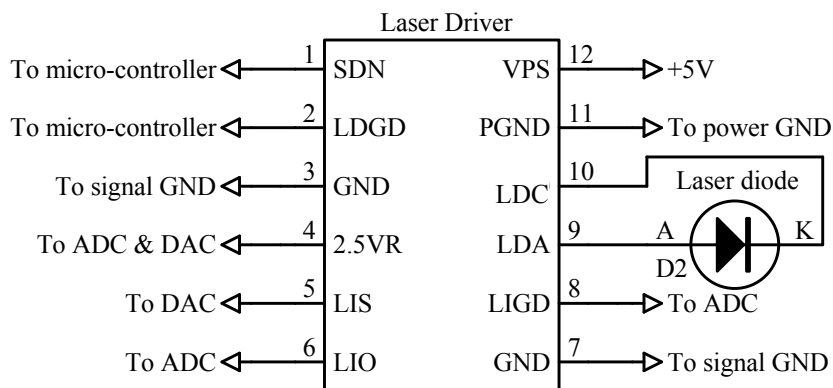 Laser Driver
To micro-controller 1 SDN VPS 12 +5V
To micro-controller 2 LDGD PGND 11 To power GND
To signal GND 3 GND LDC 10 Laser diode
To ADC & DAC 4 2.5VR LDA 9 A K
D2
To DAC 5 LIS LIGD 8 To ADC
To ADC 6 LIO GND 7 To signal GND